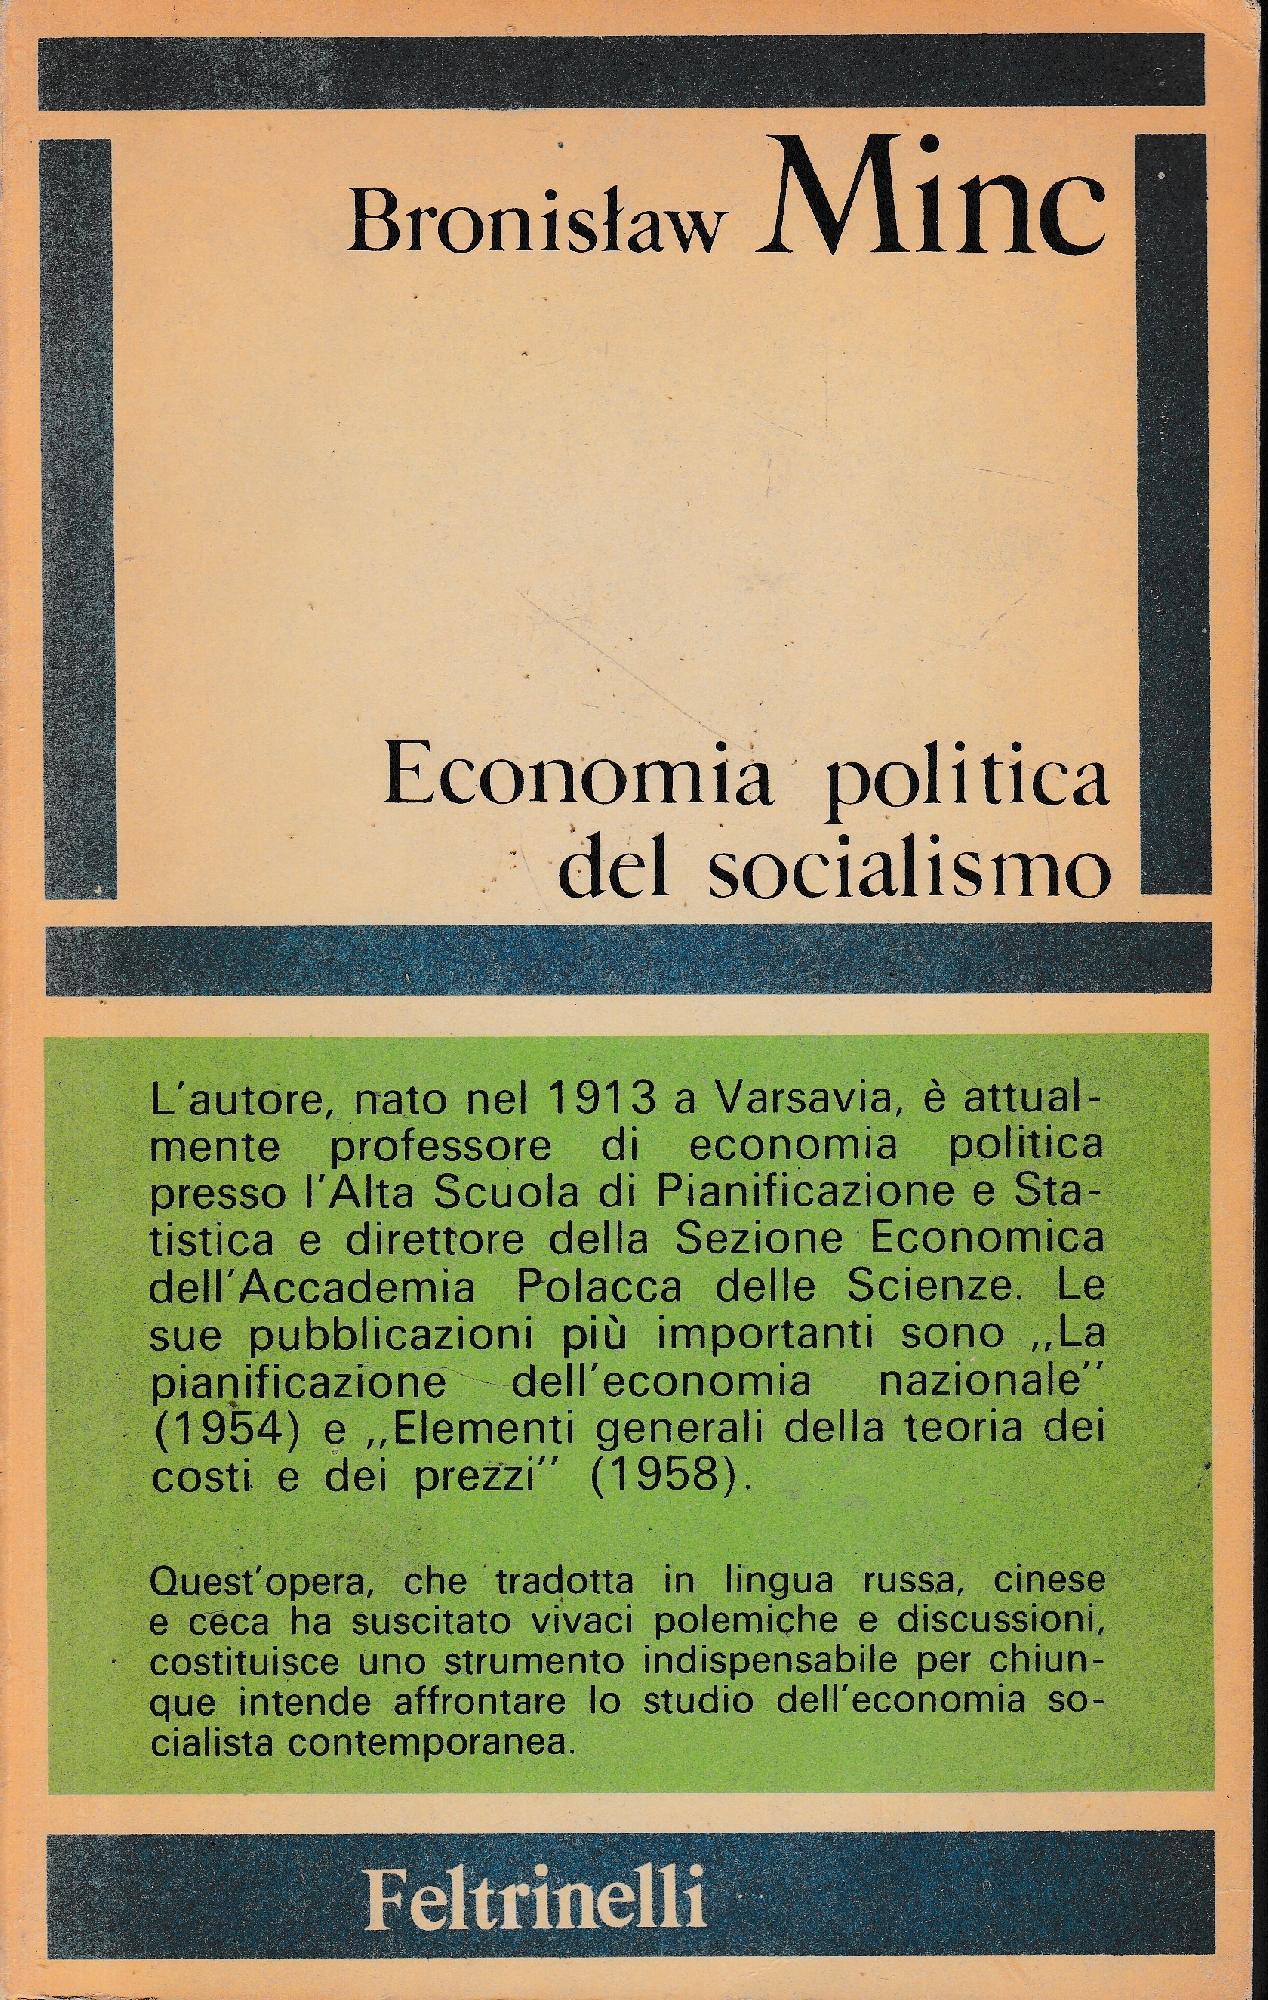 Bronisław Minc
Economia politica
del socialismo
L'autore, nato nel 1913 a Varsavia, è attual-
mente professore di economia politica
presso l'Alta Scuola di Pianificazione e Sta-
tistica e direttore della Sezione Economica
dell'Accademia Polacca delle Scienze. Le
sue pubblicazioni più importanti sono ,,La
pianificazione dell'economia nazionale''
(1954) e ,,Elementi generali della teoria dei
costi e dei prezzi'' (1958).
Quest'opera, che tradotta in lingua russa, cinese
e ceca ha suscitato vivaci polemiche e discussioni,
costituisce uno strumento indispensabile per chiun-
que intende affrontare lo studio dell'economia so-
cialista contemporanea.
Feltrinelli